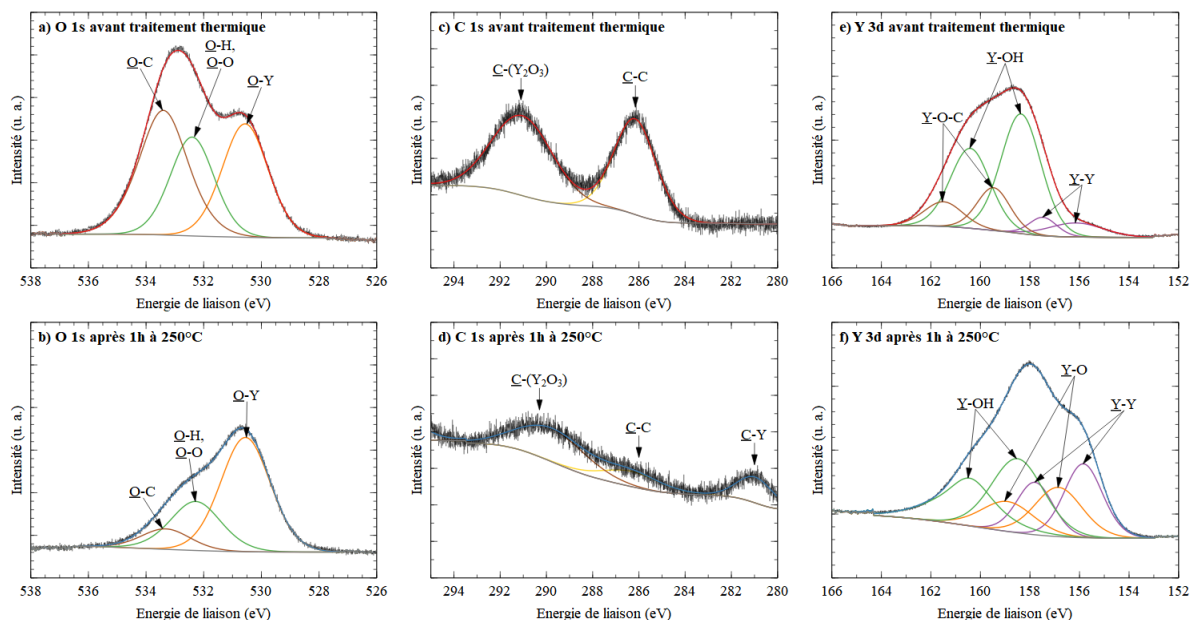 a) O 1s avant traitement thermique
O-C
O-H,
O-O
O-Y
Intensité (u. a.)
538 536 534 532 530 528 526
Energie de liaison (eV)
c) C 1s avant traitement thermique
C-(Y₂O₃)
C-C
Intensité (u. a.)
294 292 290 288 286 284 282 280
Energie de liaison (eV)
e) Y 3d avant traitement thermique
Y-OH
Y-O-C
Y-Y
Intensité (u. a.)
166 164 162 160 158 156 154 152
Energie de liaison (eV)
b) O 1s après 1h à 250°C
O-Y
O-H,
O-O
O-C
Intensité (u. a.)
538 536 534 532 530 528 526
Energie de liaison (eV)
d) C 1s après 1h à 250°C
C-(Y₂O₃)
C-C
C-Y
Intensité (u. a.)
294 292 290 288 286 284 282 280
Energie de liaison (eV)
f) Y 3d après 1h à 250°C
Y-O
Y-OH
Y-Y
Intensité (u. a.)
166 164 162 160 158 156 154 152
Energie de liaison (eV)